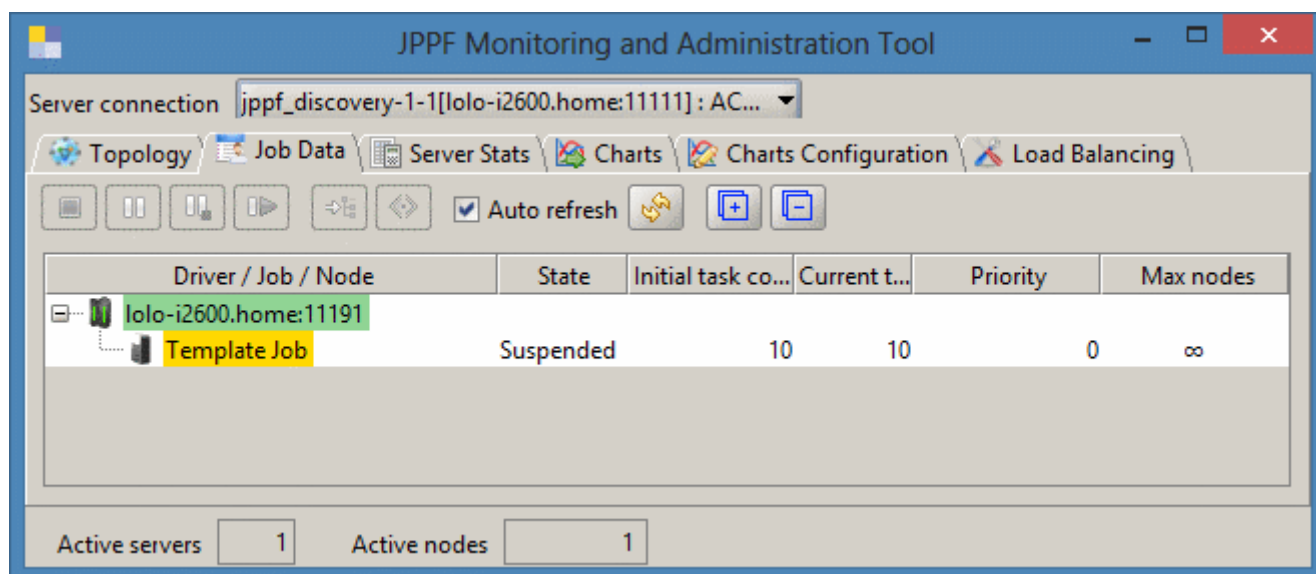 JPPF Monitoring and Administration Tool
Server connection jppf_discovery-1-1[lolo-i2600.home:11111] : AC...
Topology Job Data Server Stats Charts Charts Configuration Load Balancing
Auto refresh
Driver / Job / Node State Initial task co... Current t... Priority Max nodes
lolo-i2600.home:11191
Template Job Suspended 10 10 0 ∞
Active servers 1 Active nodes 1